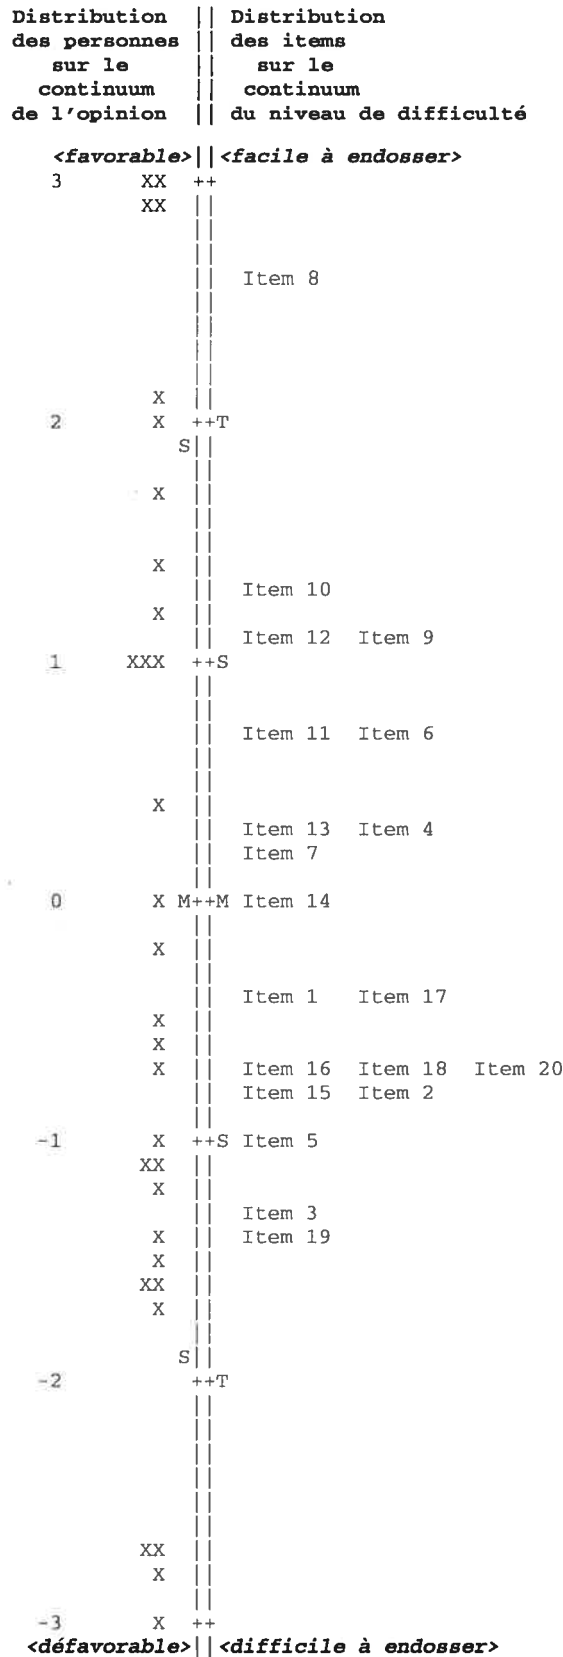 Distribution || Distribution
des personnes || des items
sur le || sur le
continuum || continuum
de l'opinion || du niveau de difficulté
<favorable>||<facile à endosser>
3 XX ++
XX ||
||
||
|| Item 8
||
||
||
||
X ||
2 X ++T
S||
||
X ||
||
||
X ||
|| Item 10
X ||
|| Item 12 Item 9
1 XXX ++S
||
||
|| Item 11 Item 6
||
||
X ||
|| Item 13 Item 4
|| Item 7
||
0 X M++M Item 14
||
X ||
||
|| Item 1 Item 17
X ||
X ||
X || Item 16 Item 18 Item 20
|| Item 15 Item 2
||
-1 X ++S Item 5
XX ||
X ||
|| Item 3
X || Item 19
X ||
XX ||
X ||
||
S||
-2 ++T
||
||
||
||
||
||
XX ||
X ||
||
-3 X ++
<défavorable>||<difficile à endosser>